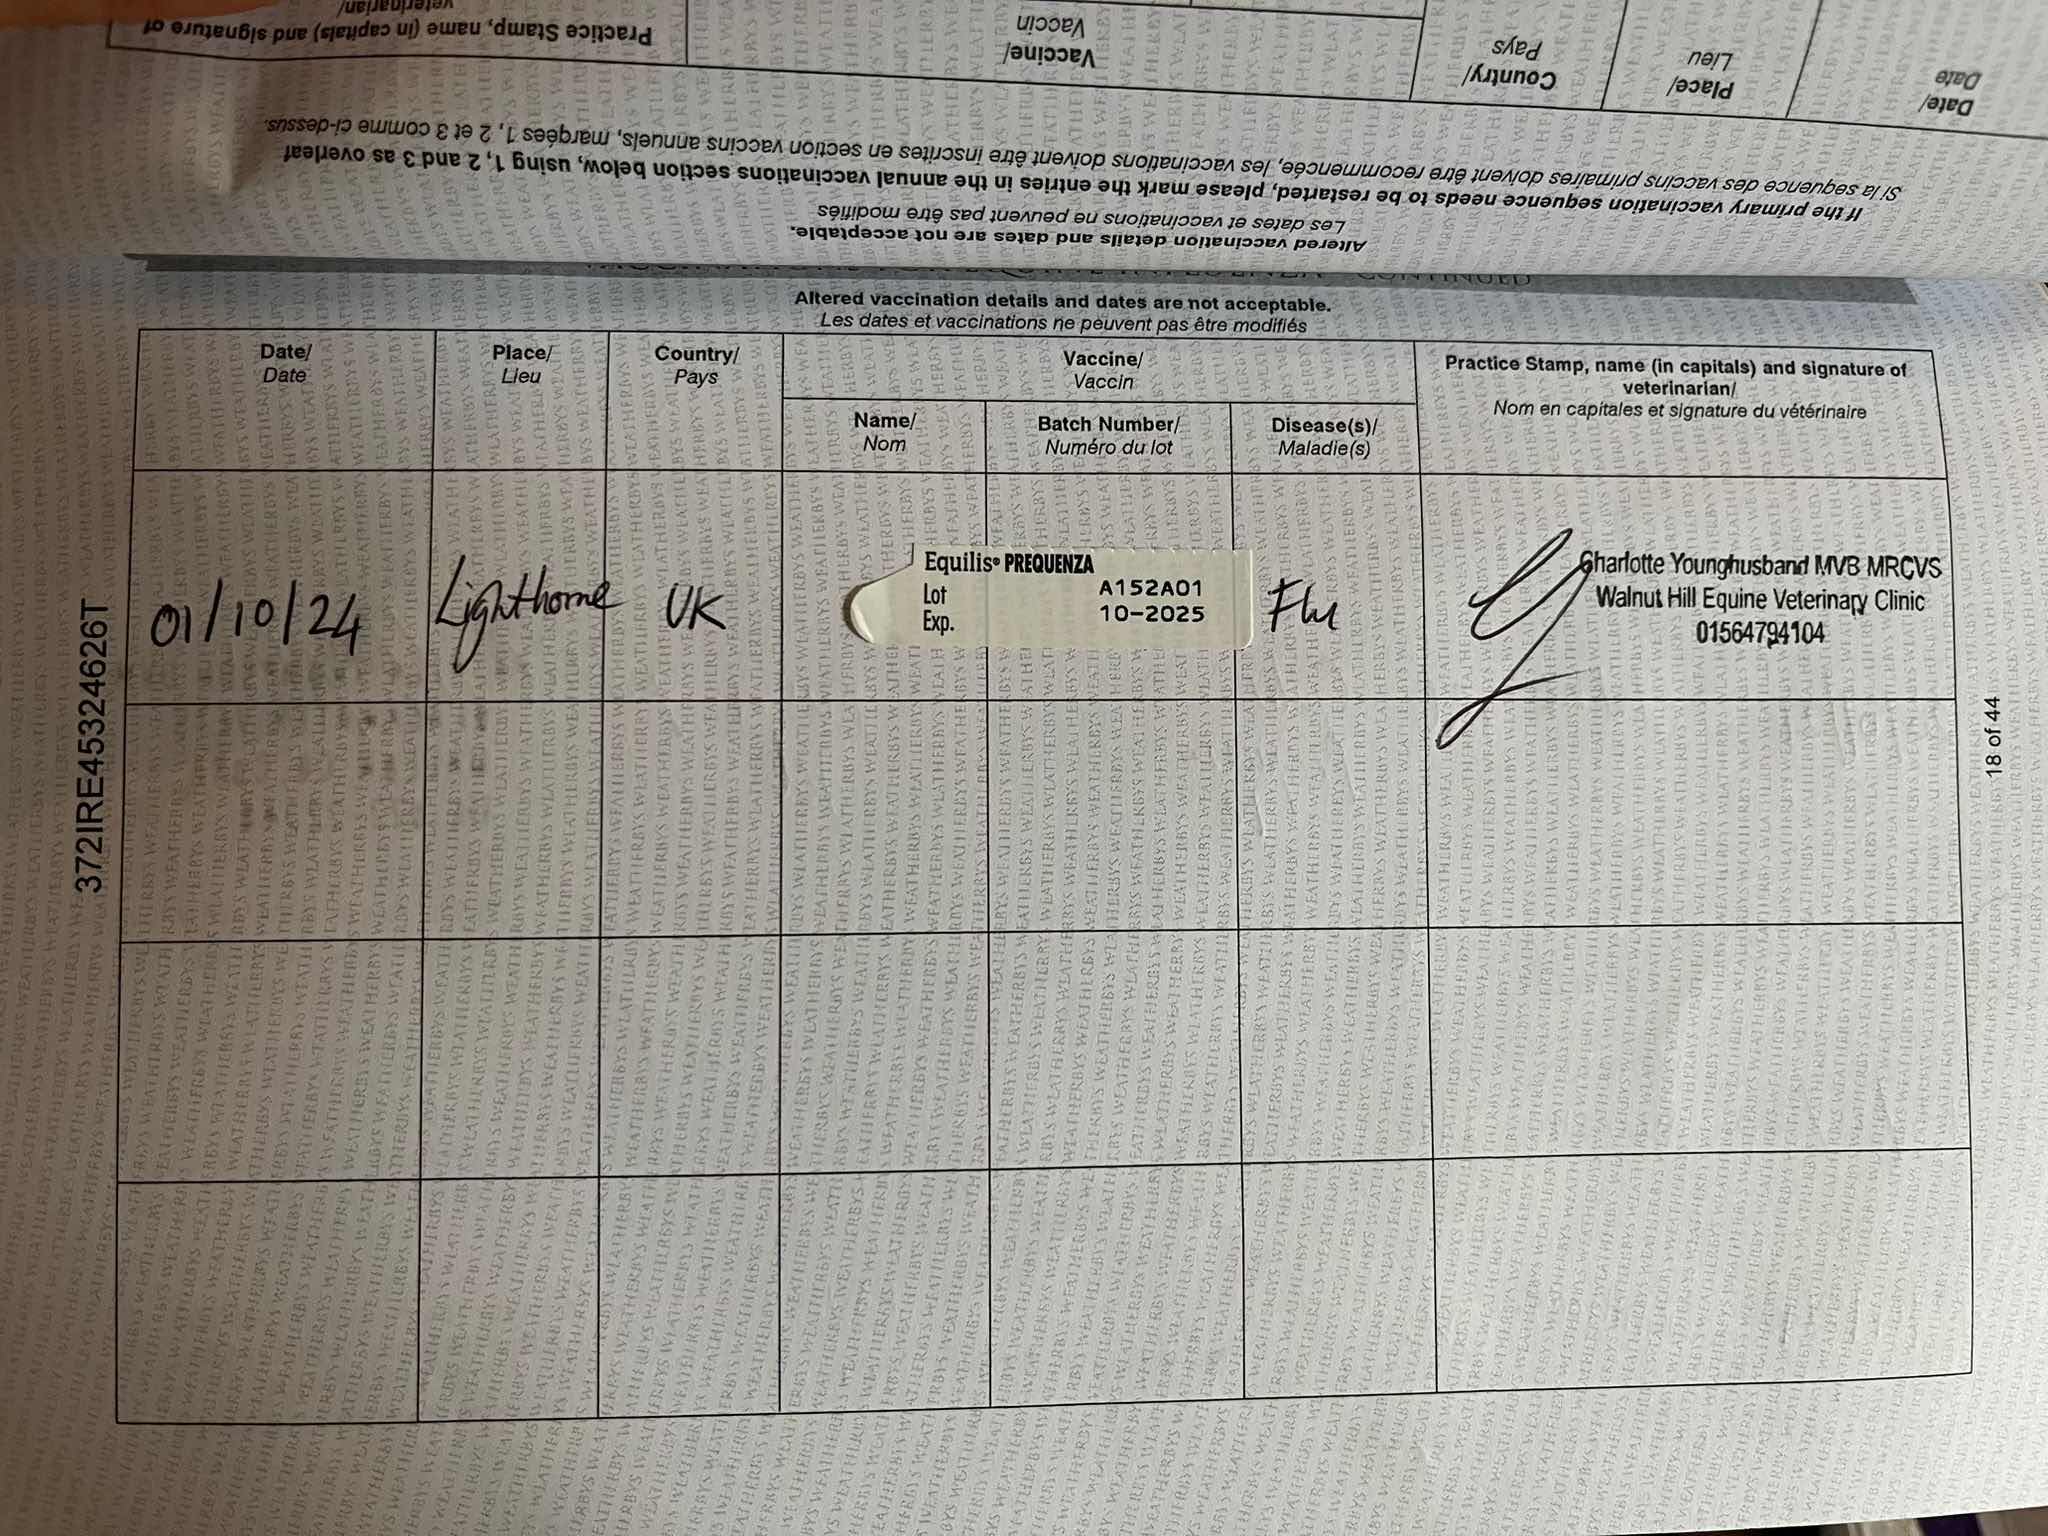 Practice Stamp, name (in capitals) and signature of
veterinarian/
Vaccine/
Vaccin
Country/
Pays
Place/
Lieu
Date/
Date
Si la sequence des vaccins primaires doivent être recommencée, les vaccinations doivent être inscrites en section vaccins annuels, marquées 1, 2 et 3 comme ci-dessus.
If the primary vaccination sequence needs to be restarted, please mark the entries in the annual vaccinations section below, using 1, 2 and 3 as overleaf
Les dates et vaccinations ne peuvent pas être modifiés
Altered vaccination details and dates are not acceptable.
CONTINUED
Altered vaccination details and dates are not acceptable.
Les dates et vaccinations ne peuvent pas être modifiés
Date/
Date
Place/
Lieu
Country/
Pays
Vaccine/
Vaccin
Name/
Nom
Batch Number/
Numéro du lot
Disease(s)/
Maladie(s)
Practice Stamp, name (in capitals) and signature of
veterinarian/
Nom en capitales et signature du vétérinaire
01/10/24
Lighthorne
UK
Equilis® PREQUENZA
Lot A152A01
Exp. 10-2025
Flu
Charlotte Younghusband MVB MRCVS
Walnut Hill Equine Veterinary Clinic
01564794104
372IRE45324626T
18 of 44